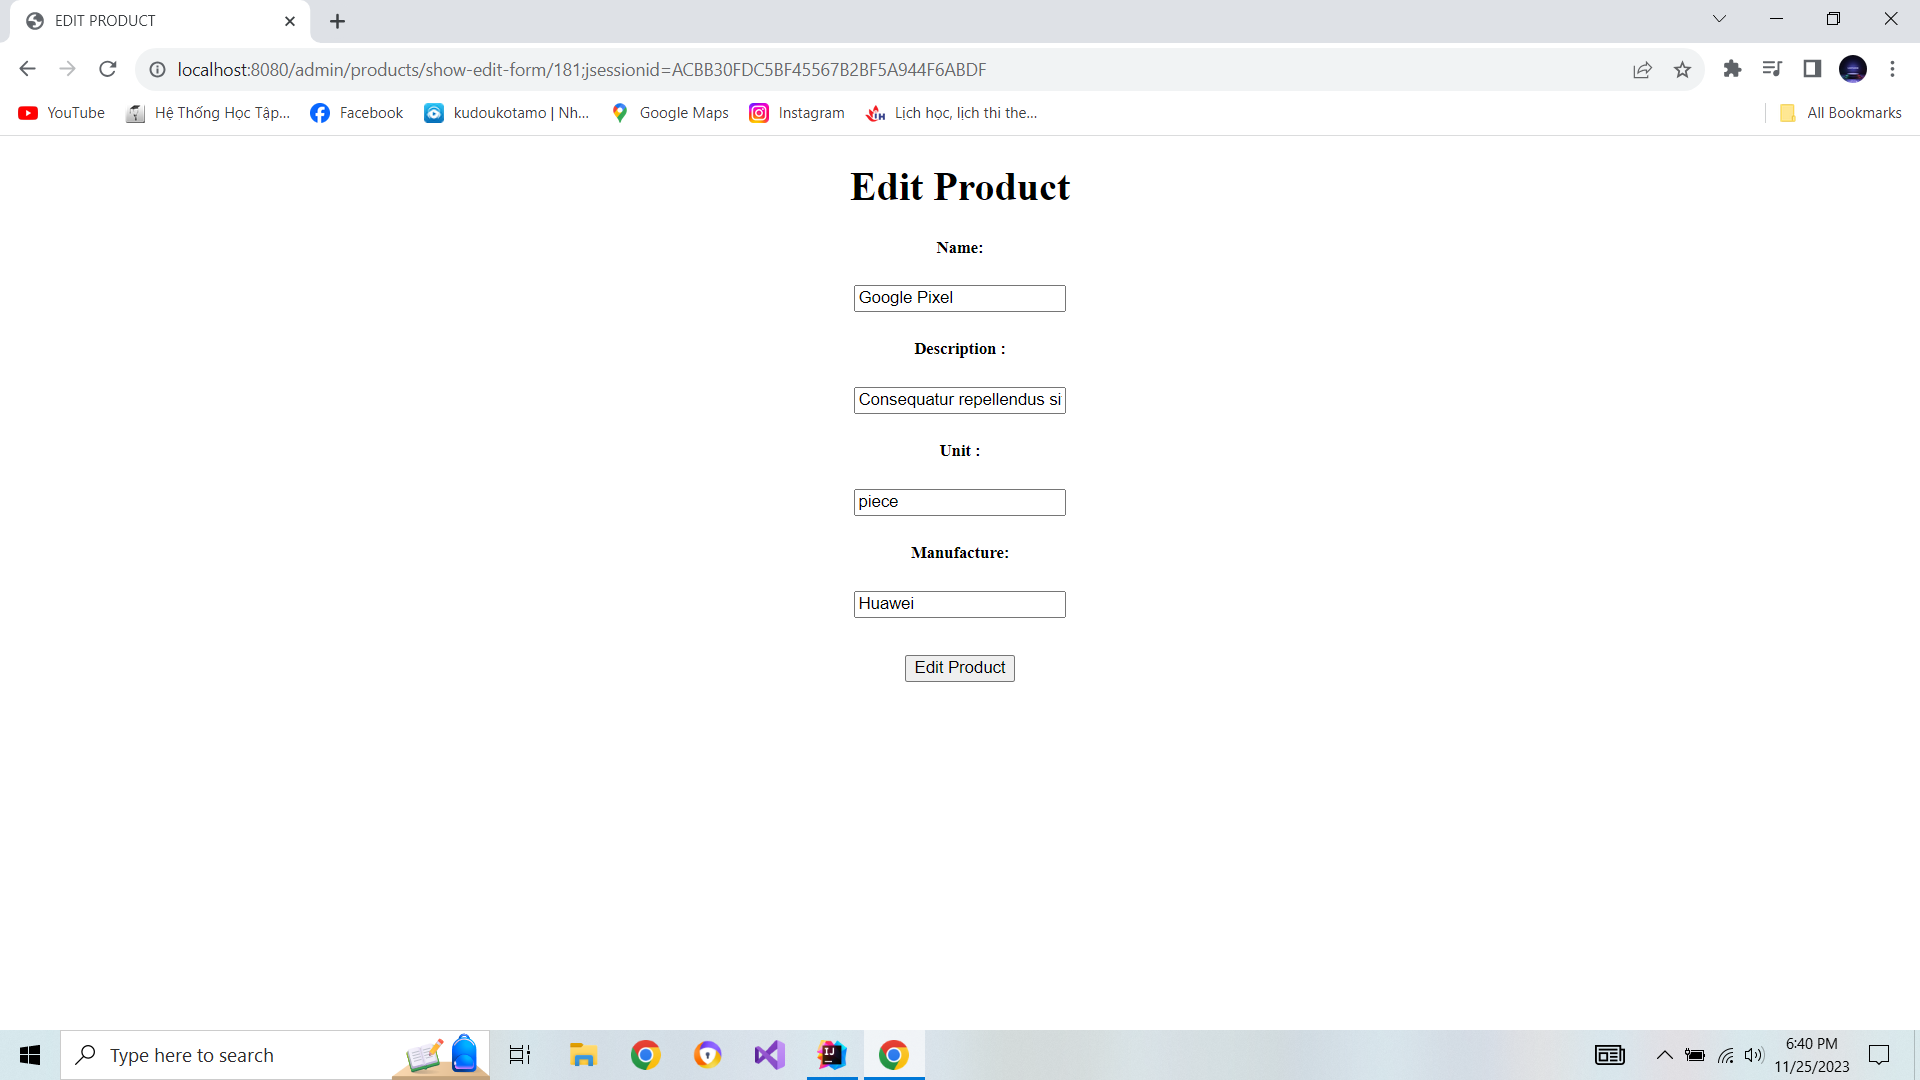 EDIT PRODUCT
localhost:8080/admin/products/show-edit-form/181;jsessionid=ACBB30FDC5BF45567B2BF5A944F6ABDF
YouTube
Hệ Thống Học Tập...
Facebook
kudoukotamo | Nh...
Google Maps
Instagram
Lịch học, lịch thi the...
All Bookmarks
Edit Product
Name:
Google Pixel
Description :
Consequatur repellendus si
Unit :
piece
Manufacture:
Huawei
Edit Product
Type here to search
6:40 PM
11/25/2023